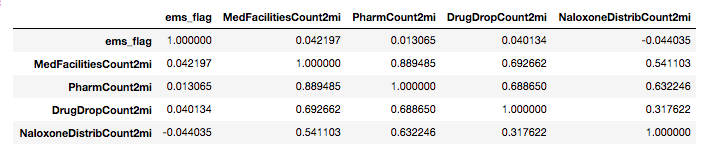 ems_flag MedFacilitiesCount2mi PharmCount2mi DrugDropCount2mi NaloxoneDistribCount2mi
ems_flag 1.000000 0.042197 0.013065 0.040134 -0.044035
MedFacilitiesCount2mi 0.042197 1.000000 0.889485 0.692662 0.541103
PharmCount2mi 0.013065 0.889485 1.000000 0.688650 0.632246
DrugDropCount2mi 0.040134 0.692662 0.688650 1.000000 0.317622
NaloxoneDistribCount2mi -0.044035 0.541103 0.632246 0.317622 1.000000